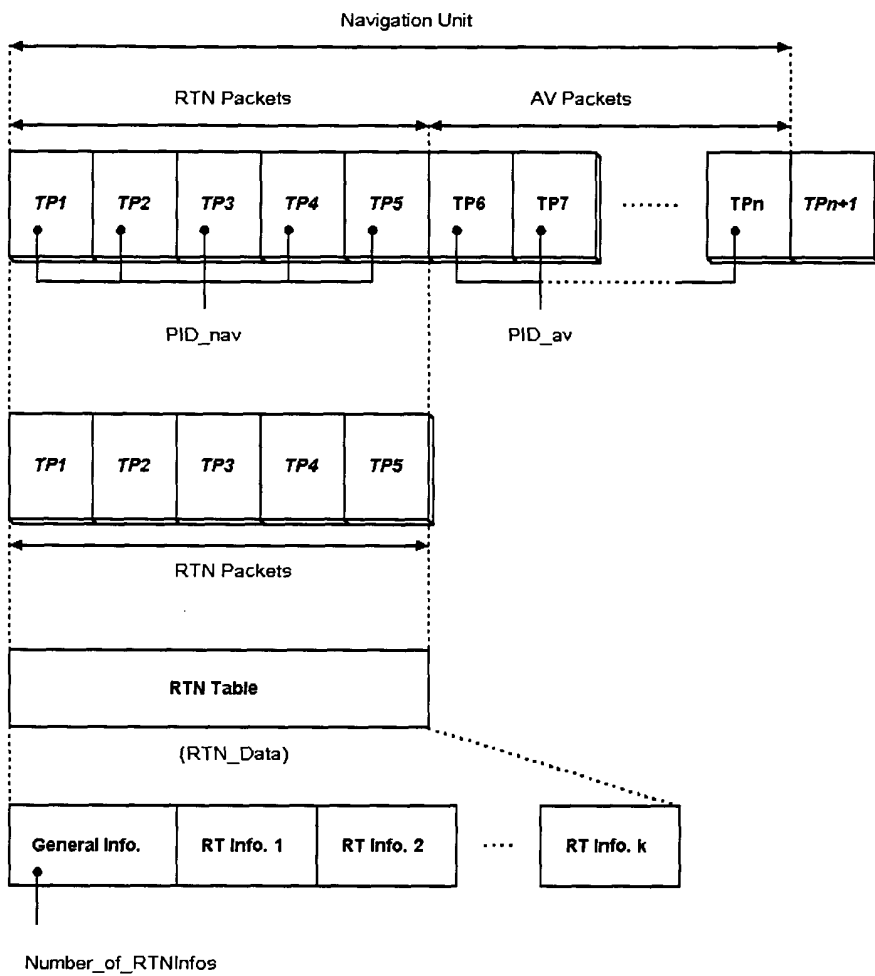 Navigation Unit
RTN Packets AV Packets
TP1 TP2 TP3 TP4 TP5 TP6 TP7 ······· TPn TPn+1
PID_nav PID_av
TP1 TP2 TP3 TP4 TP5
RTN Packets
RTN Table
(RTN_Data)
General Info. RT Info. 1 RT Info. 2 ···· RT Info. k
Number_of_RTNInfos